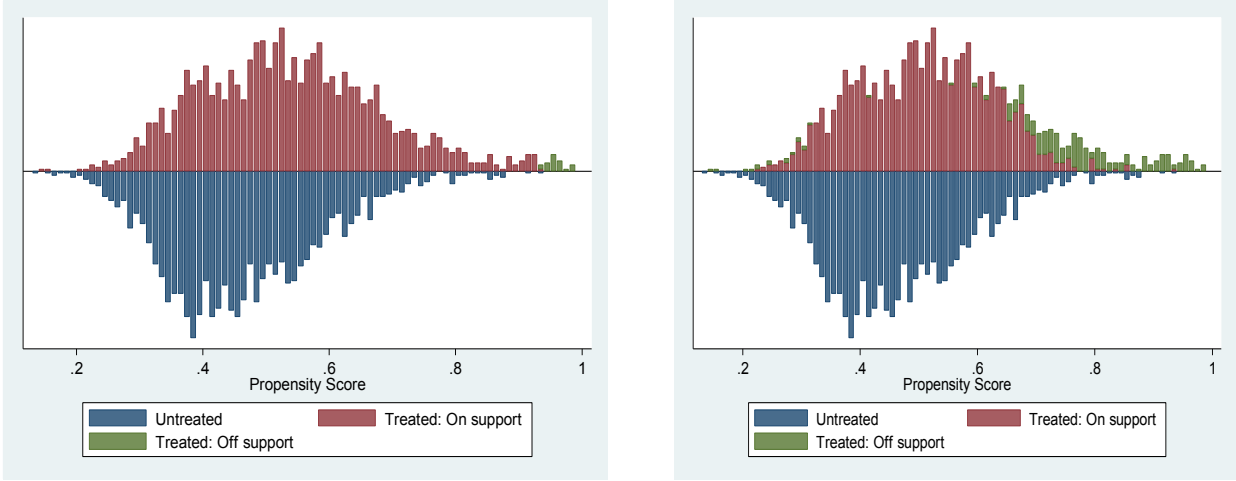 .2 .4 .6 .8 1
Propensity Score
Untreated Treated: On support
Treated: Off support
.2 .4 .6 .8 1
Propensity Score
Untreated Treated: On support
Treated: Off support